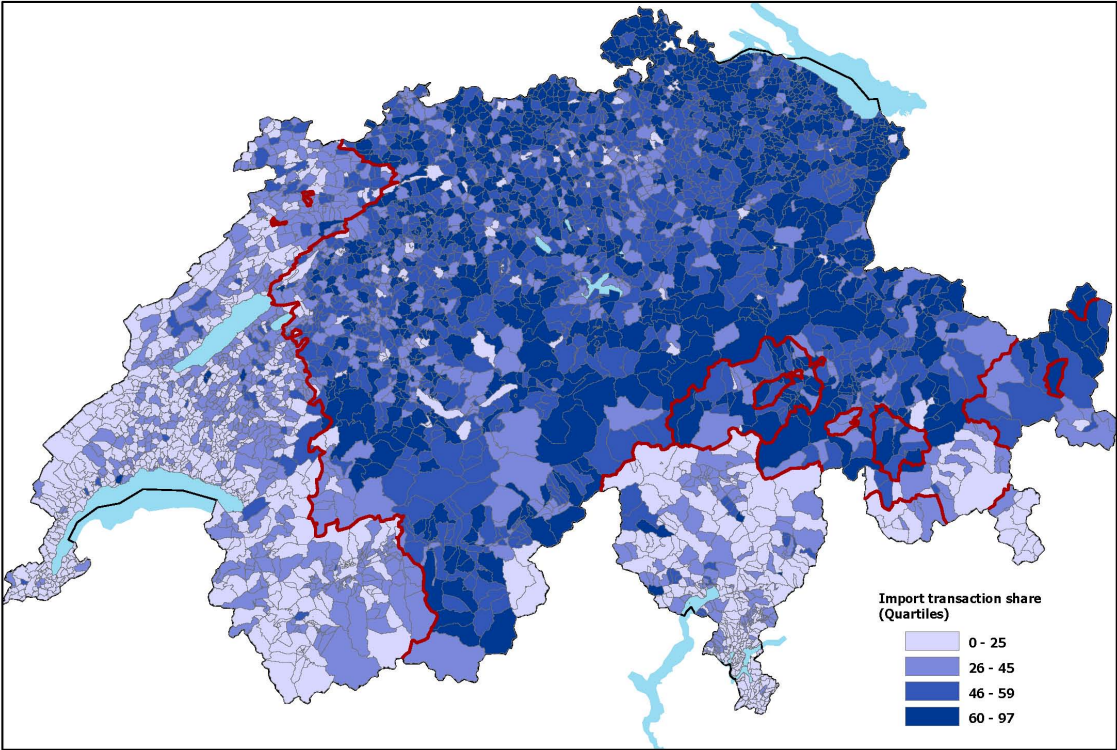 Import transaction share
(Quartiles)
0 - 25
26 - 45
46 - 59
60 - 97